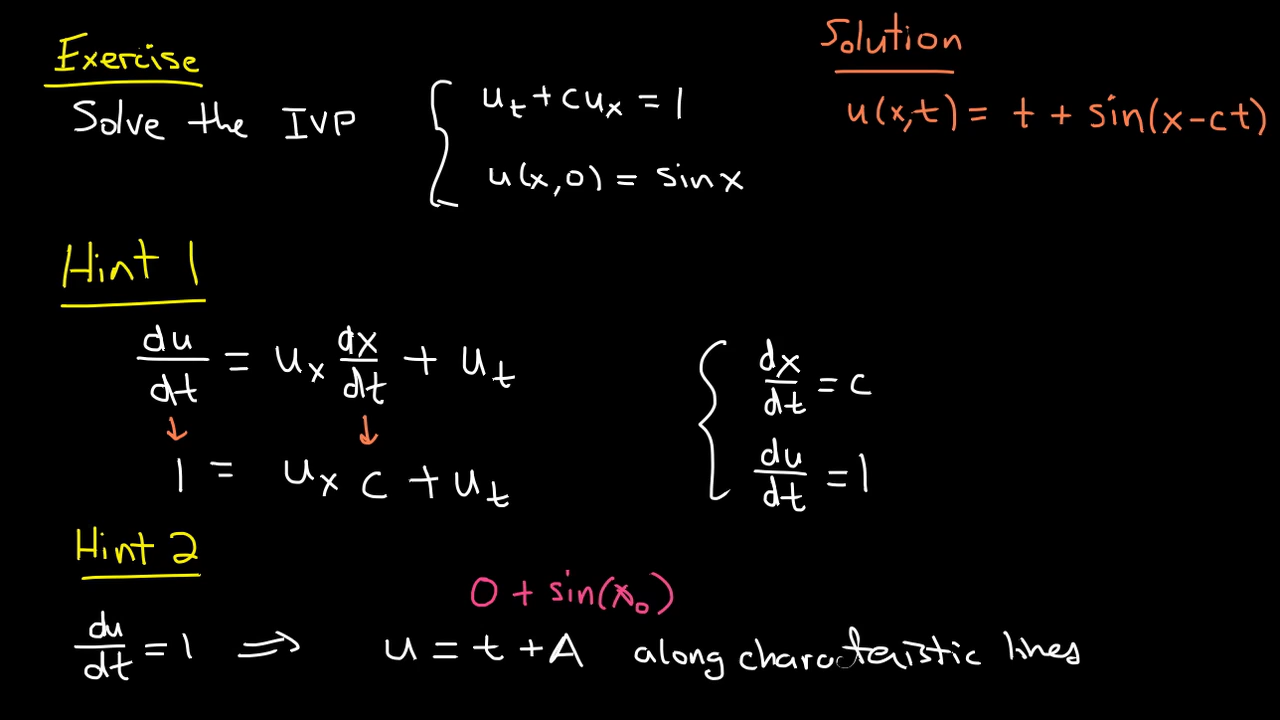 Exercise
Solve the IVP
u_t + cu_x = 1
u(x,0) = sinx
Solution
u(x,t) = t + sin(x-ct)
Hint 1
du/dt = u_x dx/dt + u_t
↓ ↓
1 = u_x c + u_t
dx/dt = c
du/dt = 1
Hint 2
0 + sin(x_0)
du/dt = 1 ⇒ u = t + A along characteristic lines